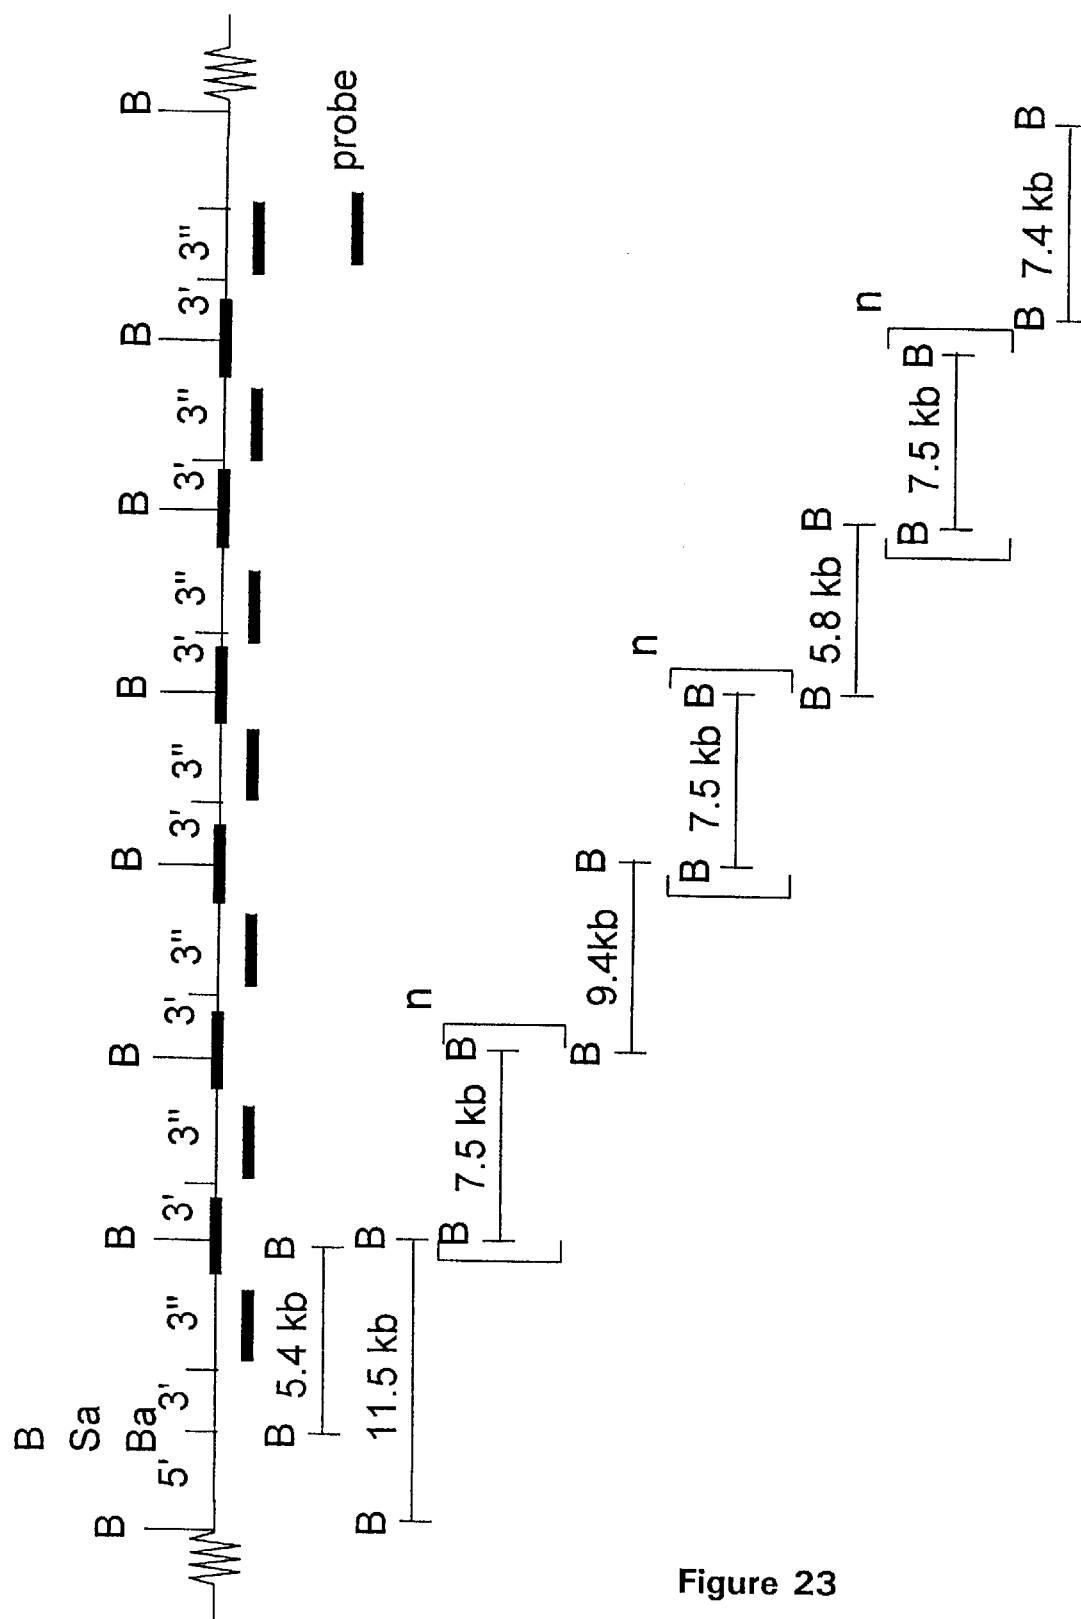 B
Sa
B Ba B B B B B B B
5' 3' 3" 3' 3" 3' 3" 3' 3" 3' 3" 3' 3" 3' 3"
probe
B 5.4 kb B
B 11.5 kb B
n
B 7.5 kb B
B 9.4kb B
n
B 7.5 kb B
B 5.8 kb B
n
B 7.5 kb B
B 7.4 kb B
Figure 23